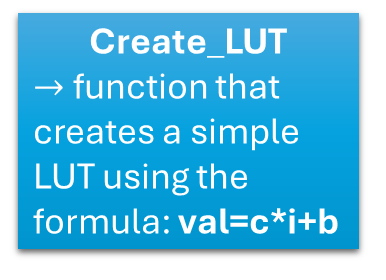 Create_LUT
→ function that
creates a simple
LUT using the
formula: val=c*i+b